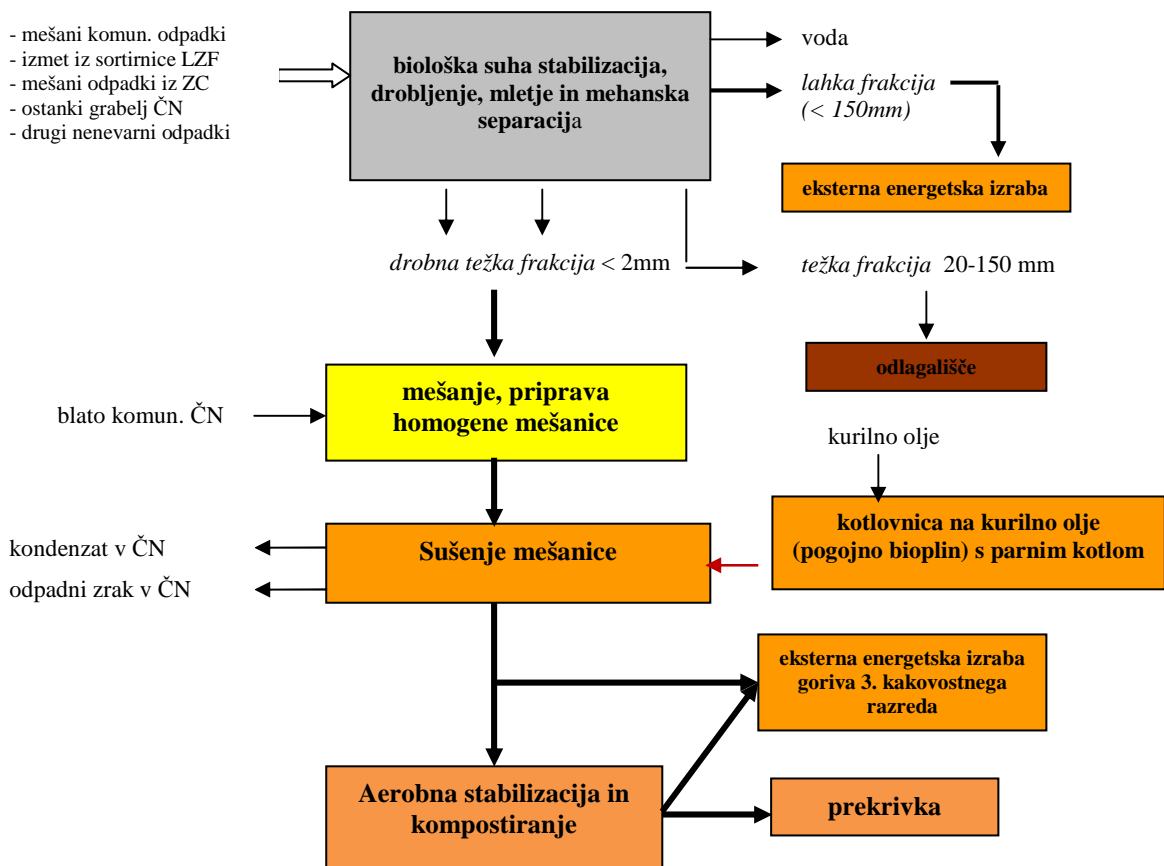 - mešani komun. odpadki
- izmet iz sortirnice LZF
- mešani odpadki iz ZC
- ostanki grabelj ČN
- drugi nenevarni odpadki
biološka suha stabilizacija,
drobljenje, mletje in mehanska
separacija
voda
lahka frakcija
(< 150mm)
eksterna energetska izraba
drobna težka frakcija < 2mm
težka frakcija 20-150 mm
odlagališče
blato komun. ČN
mešanje, priprava
homogene mešanice
kurilno olje
kotlovnica na kurilno olje
(pogojno bioplin) s parnim kotlom
Sušenje mešanice
kondenzat v ČN
odpadni zrak v ČN
eksterna energetska izraba
goriva 3. kakovostnega
razreda
Aerobna stabilizacija in
kompostiranje
prekrivka